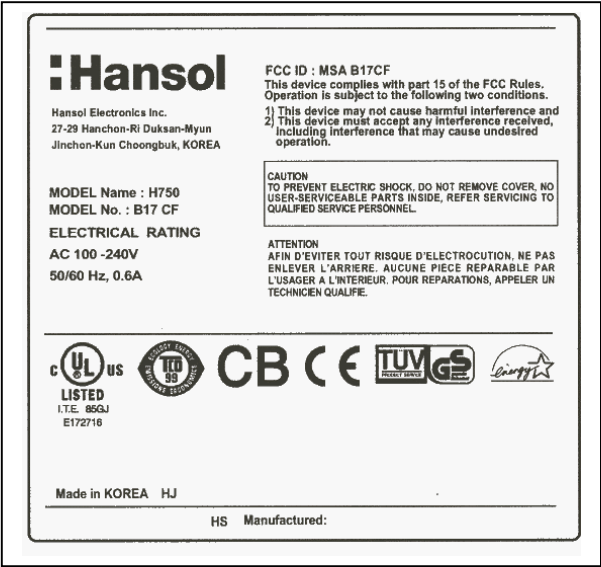 Hansol
Hansol Electronics Inc.
27-29 Hanchon-Ri Duksan-Myun
Jinchon-Kun Choongbuk, KOREA
MODEL Name : H750
MODEL No. : B17 CF
ELECTRICAL RATING
AC 100 -240V
50/60 Hz, 0.6A
FCC ID : MSA B17CF
This device complies with part 15 of the FCC Rules.
Operation is subject to the following two conditions.
1) This device may not cause harmful interference and
2) This device must accept any interference received,
including interference that may cause undesired
operation.
CAUTION
TO PREVENT ELECTRIC SHOCK, DO NOT REMOVE COVER, NO
USER-SERVICEABLE PARTS INSIDE, REFER SERVICING TO
QUALIFIED SERVICE PERSONNEL.
ATTENTION
AFIN D'EVITER TOUT RISQUE D'ELECTROCUTION, NE PAS
ENLEVER L'ARRIERE. AUCUNE PIECE REPARABLE PAR
L'USAGER A L'INTERIEUR. POUR REPARATIONS, APPELER UN
TECHNICIEN QUALIFIE.
C UL US
LISTED
I.T.E. 85GJ
E172716
ECOLOGY ENERGY
TCO
99
EMISSIONS ERGONOMICS
CB CE
TUV
PRODUCT SERVICE
GS
energy
Made in KOREA HJ
HS Manufactured: